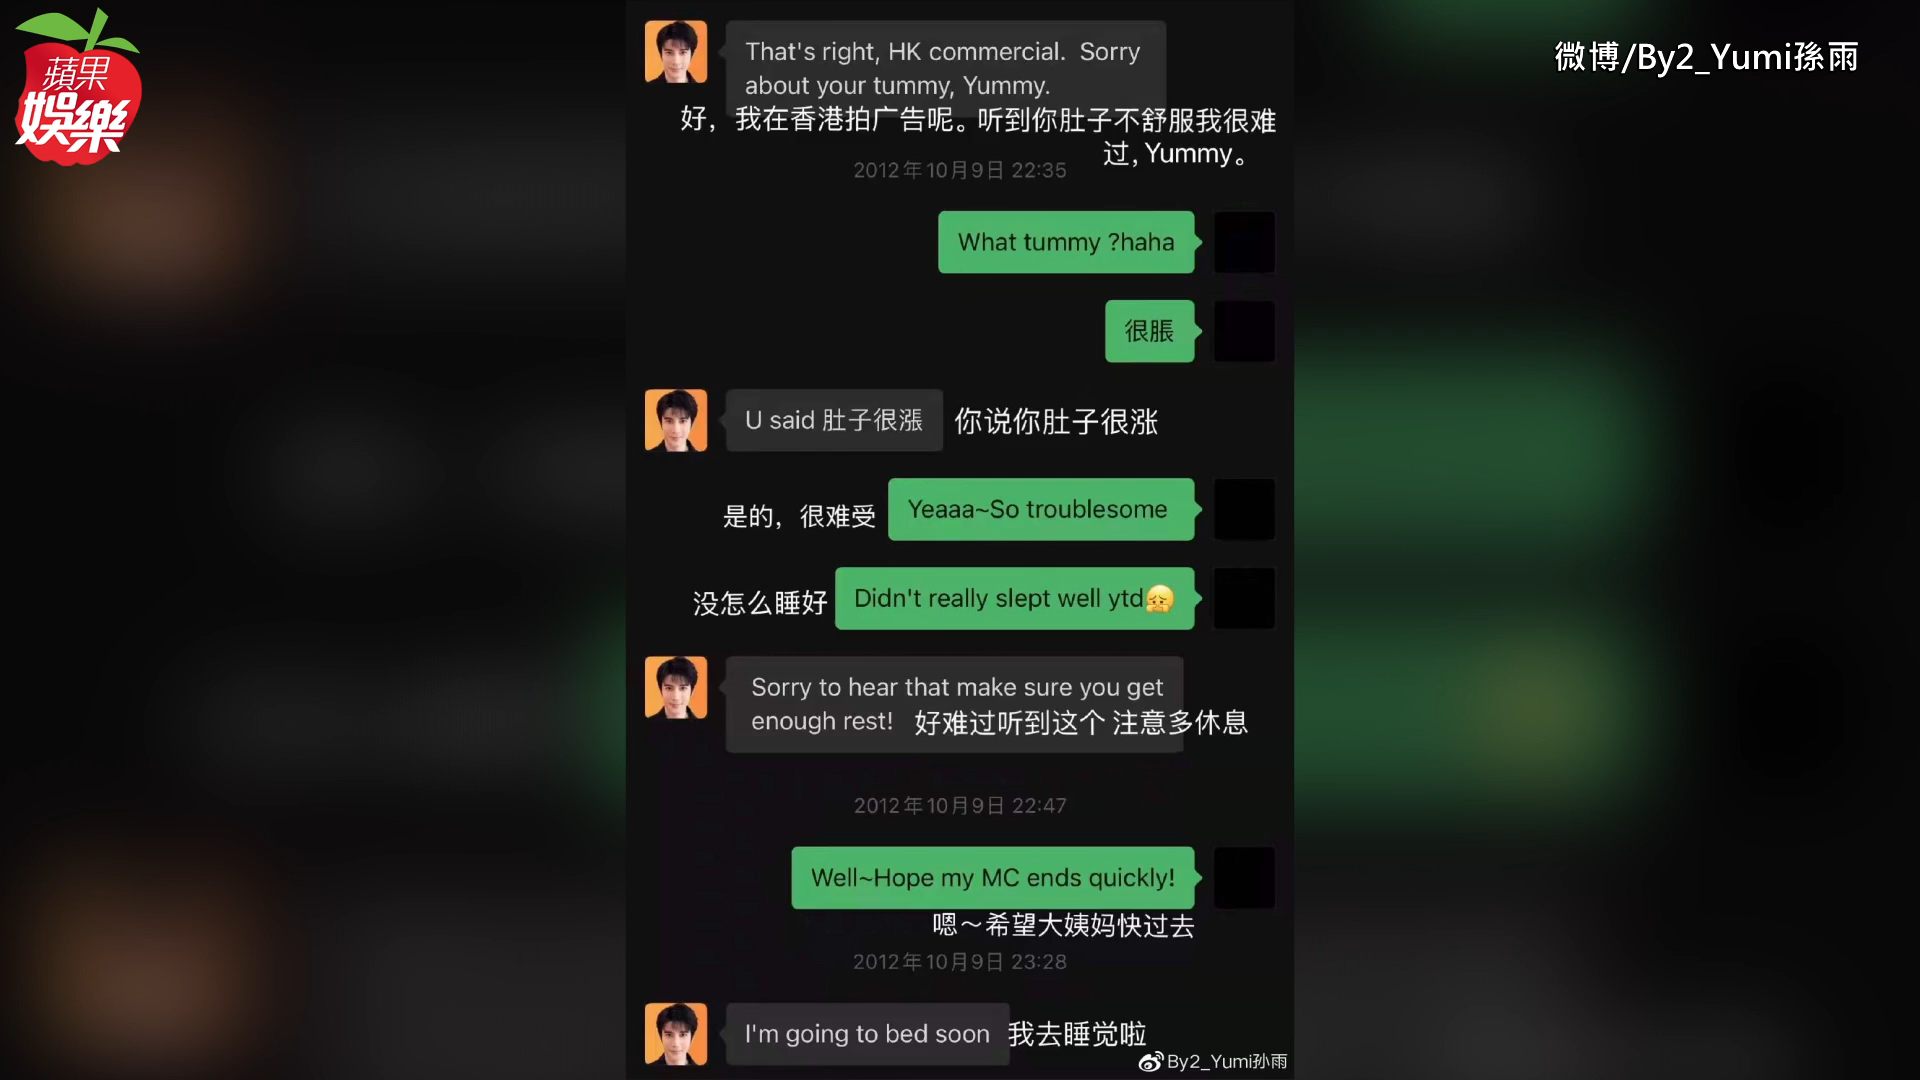 蘋果
娛樂
微博/By2_Yumi孫雨
That's right, HK commercial.  Sorry
about your tummy, Yummy.
好，我在香港拍广告呢。听到你肚子不舒服我很难
过, Yummy。
2012年10月9日 22:35
What tummy ?haha
很脹
U said 肚子很漲 你说你肚子很涨
是的，很难受 Yeaaa~So troublesome
没怎么睡好 Didn't really slept well ytd
Sorry to hear that make sure you get
enough rest! 好难过听到这个 注意多休息
2012年10月9日 22:47
Well~Hope my MC ends quickly!
嗯～希望大姨妈快过去
2012年10月9日 23:28
I'm going to bed soon 我去睡觉啦
By2_Yumi孙雨